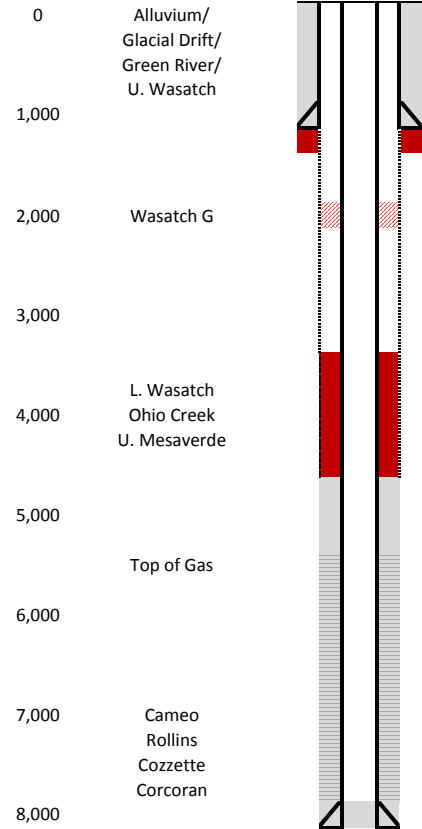 0 Alluvium/
Glacial Drift/
Green River/
U. Wasatch
1,000
2,000 Wasatch G
3,000
L. Wasatch
4,000 Ohio Creek
U. Mesaverde
5,000
Top of Gas
6,000
7,000 Cameo
Rollins
Cozzette
Corcoran
8,000